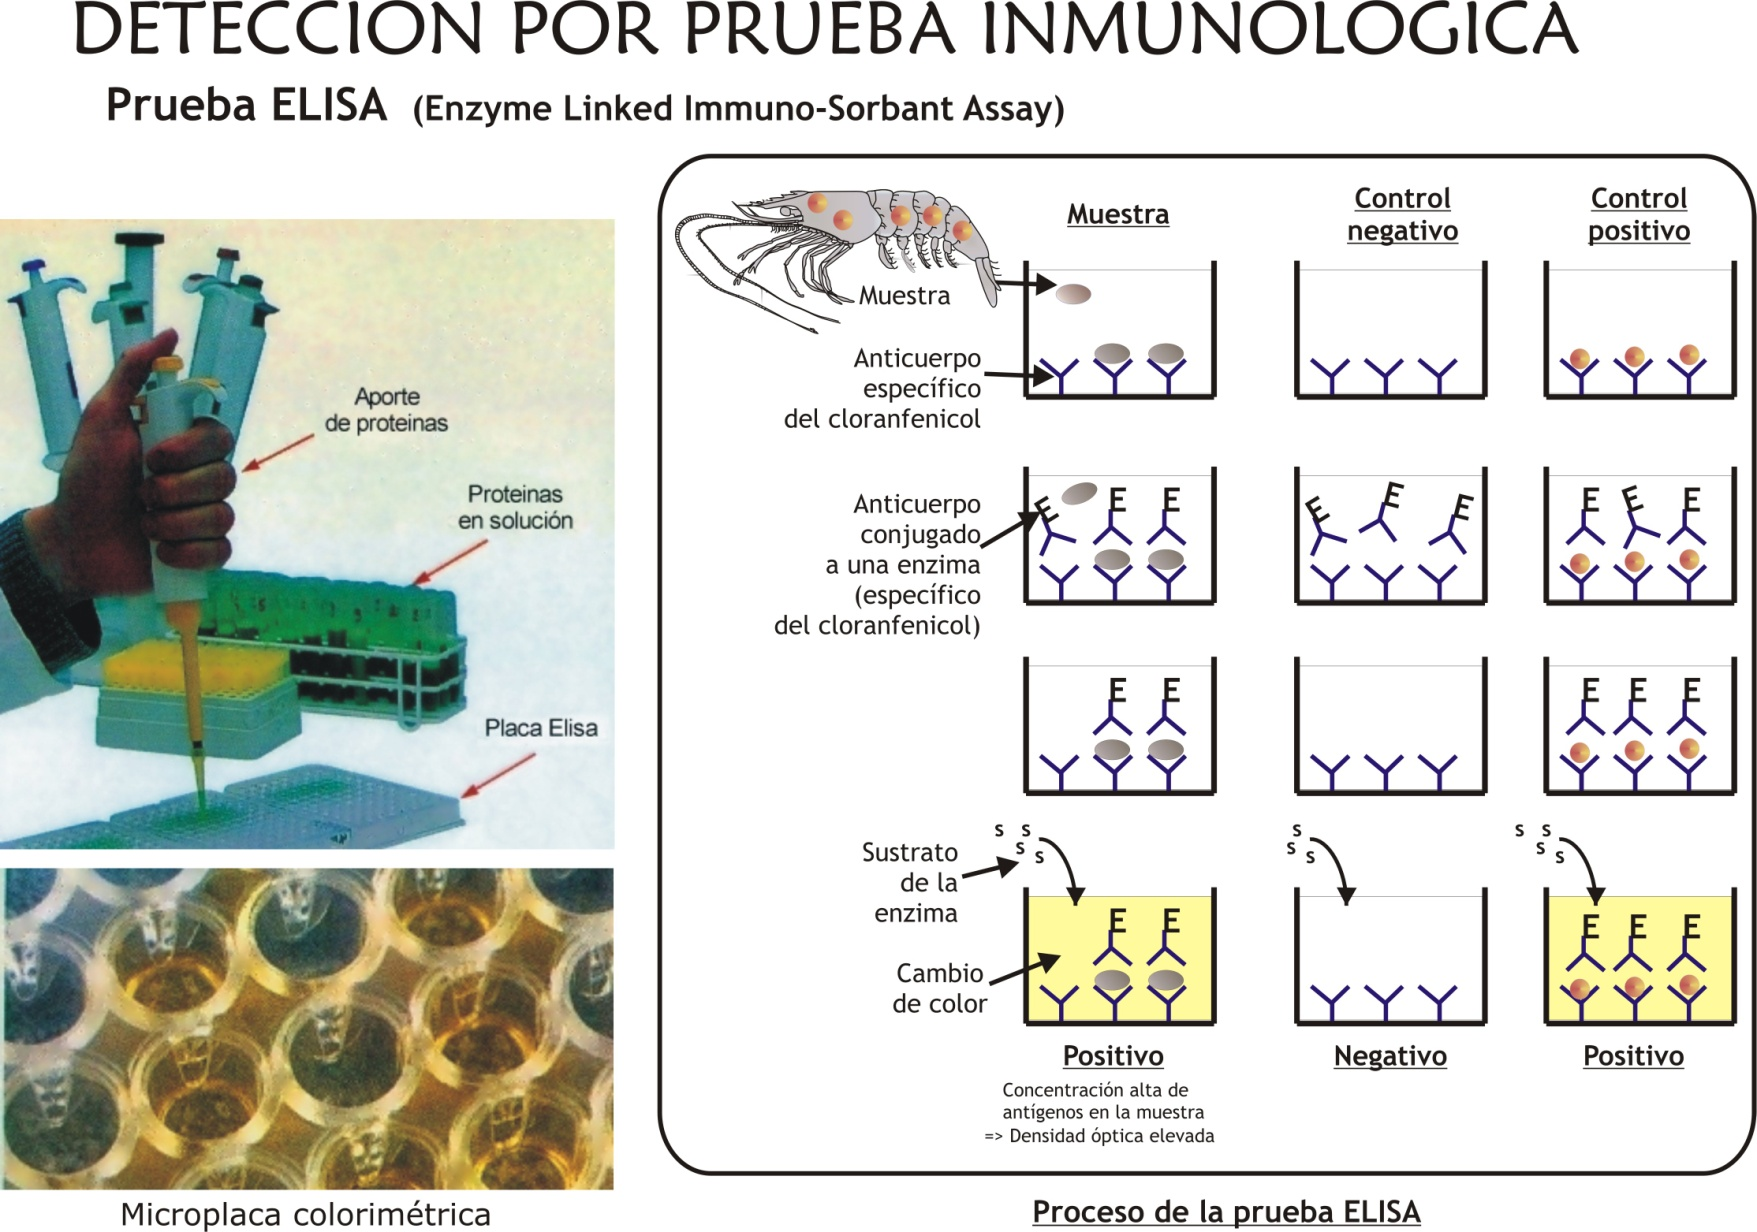 DETECCION POR PRUEBA INMUNOLOGICA
Prueba ELISA (Enzyme Linked Immuno-Sorbant Assay)
Aporte
de proteinas
Proteinas
en solución
Placa Elisa
Microplaca colorimétrica
Muestra
Control
negativo
Control
positivo
Muestra
Anticuerpo
específico
del cloranfenicol
Anticuerpo
conjugado
a una enzima
(específico
del cloranfenicol)
E E E
E E E
E E E
E E
E E E
Sustrato
de la
enzima
s s
s s
s
s s
s s
s s
Cambio
de color
E E
E E E
Positivo
Negativo
Positivo
Concentración alta de
antígenos en la muestra
=> Densidad óptica elevada
Proceso de la prueba ELISA